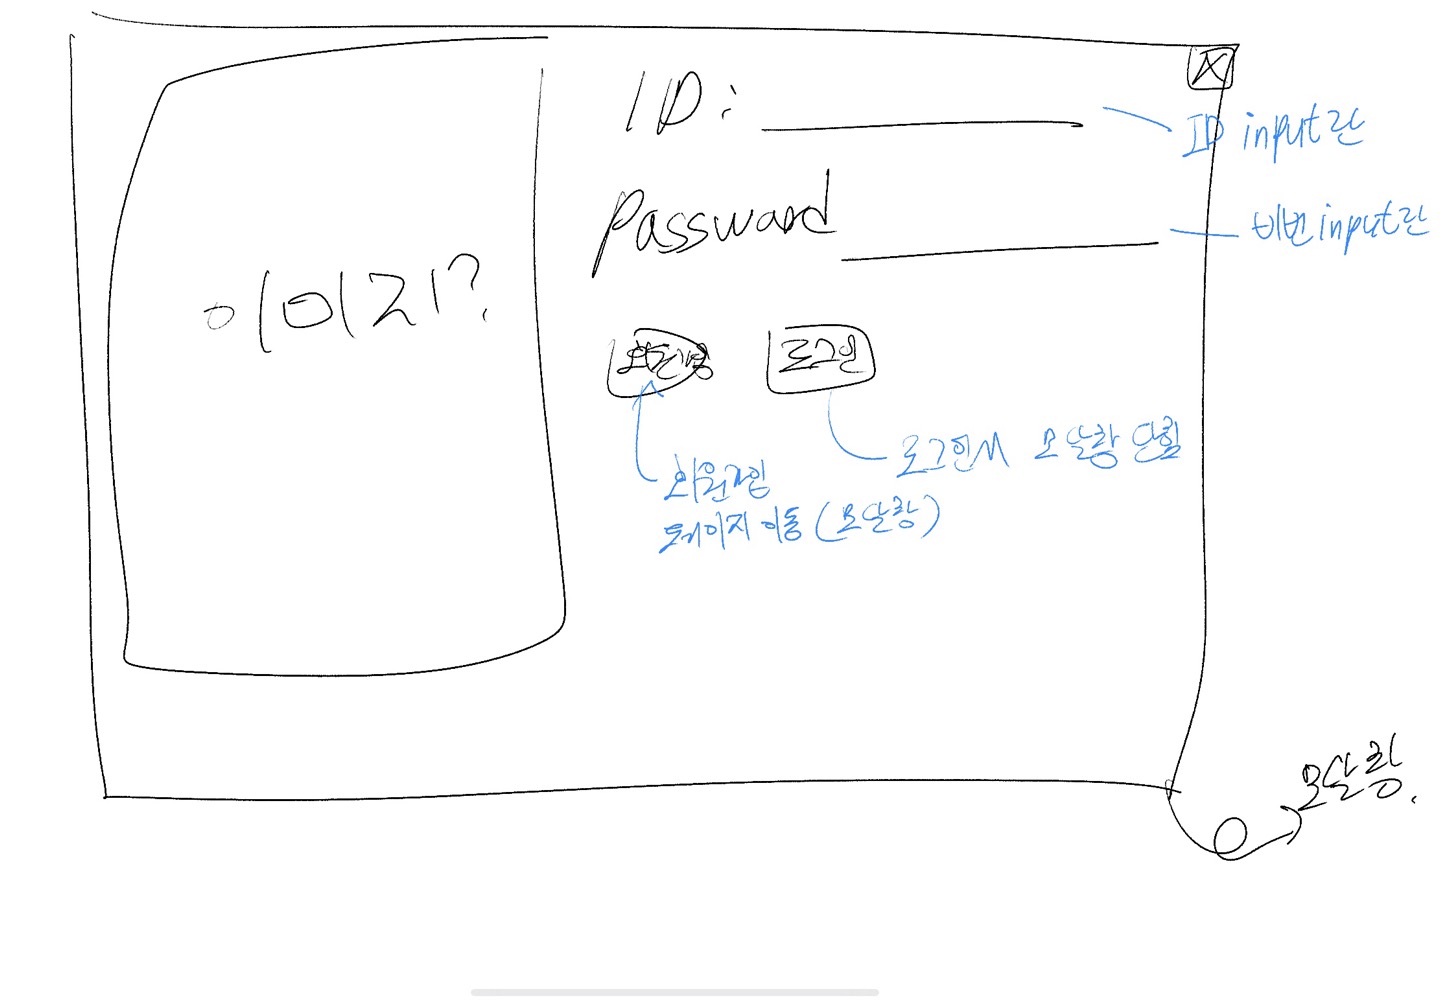 X
ID :
ID input란
Password
비번 input란
이미지?
회원가입
로그인
로그인시 모달창 닫힘
회원가입
페이지 이동 (모달창)
모달창.